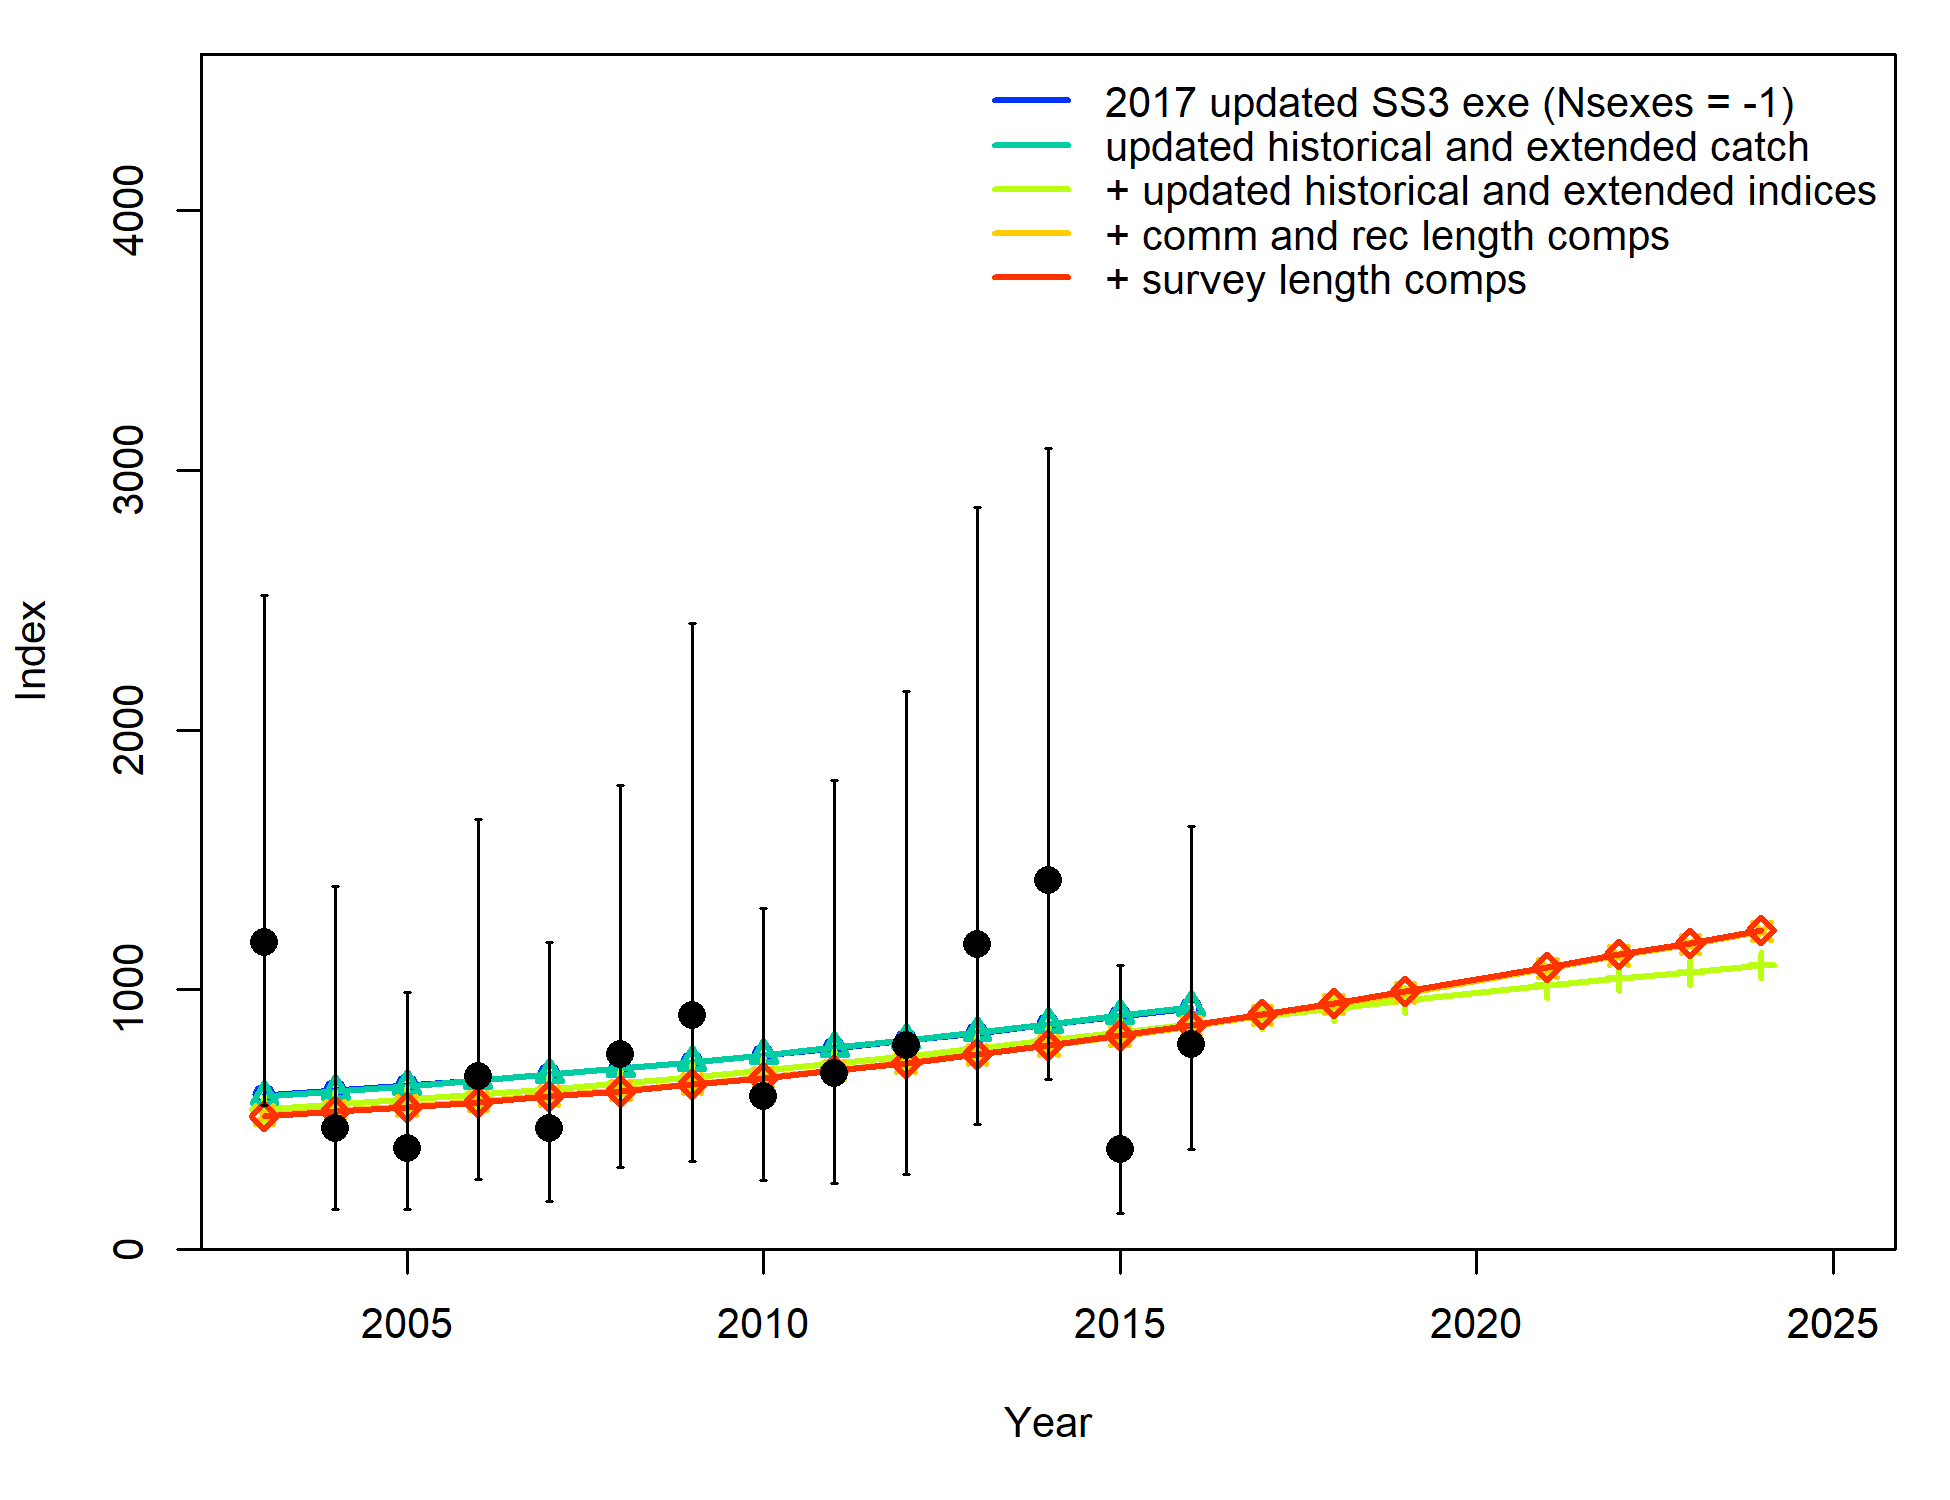 2017 updated SS3 exe (Nsexes = -1)
updated historical and extended catch
+ updated historical and extended indices
+ comm and rec length comps
+ survey length comps
4000
3000
2000
1000
0
Index
2005 2010 2015 2020 2025
Year